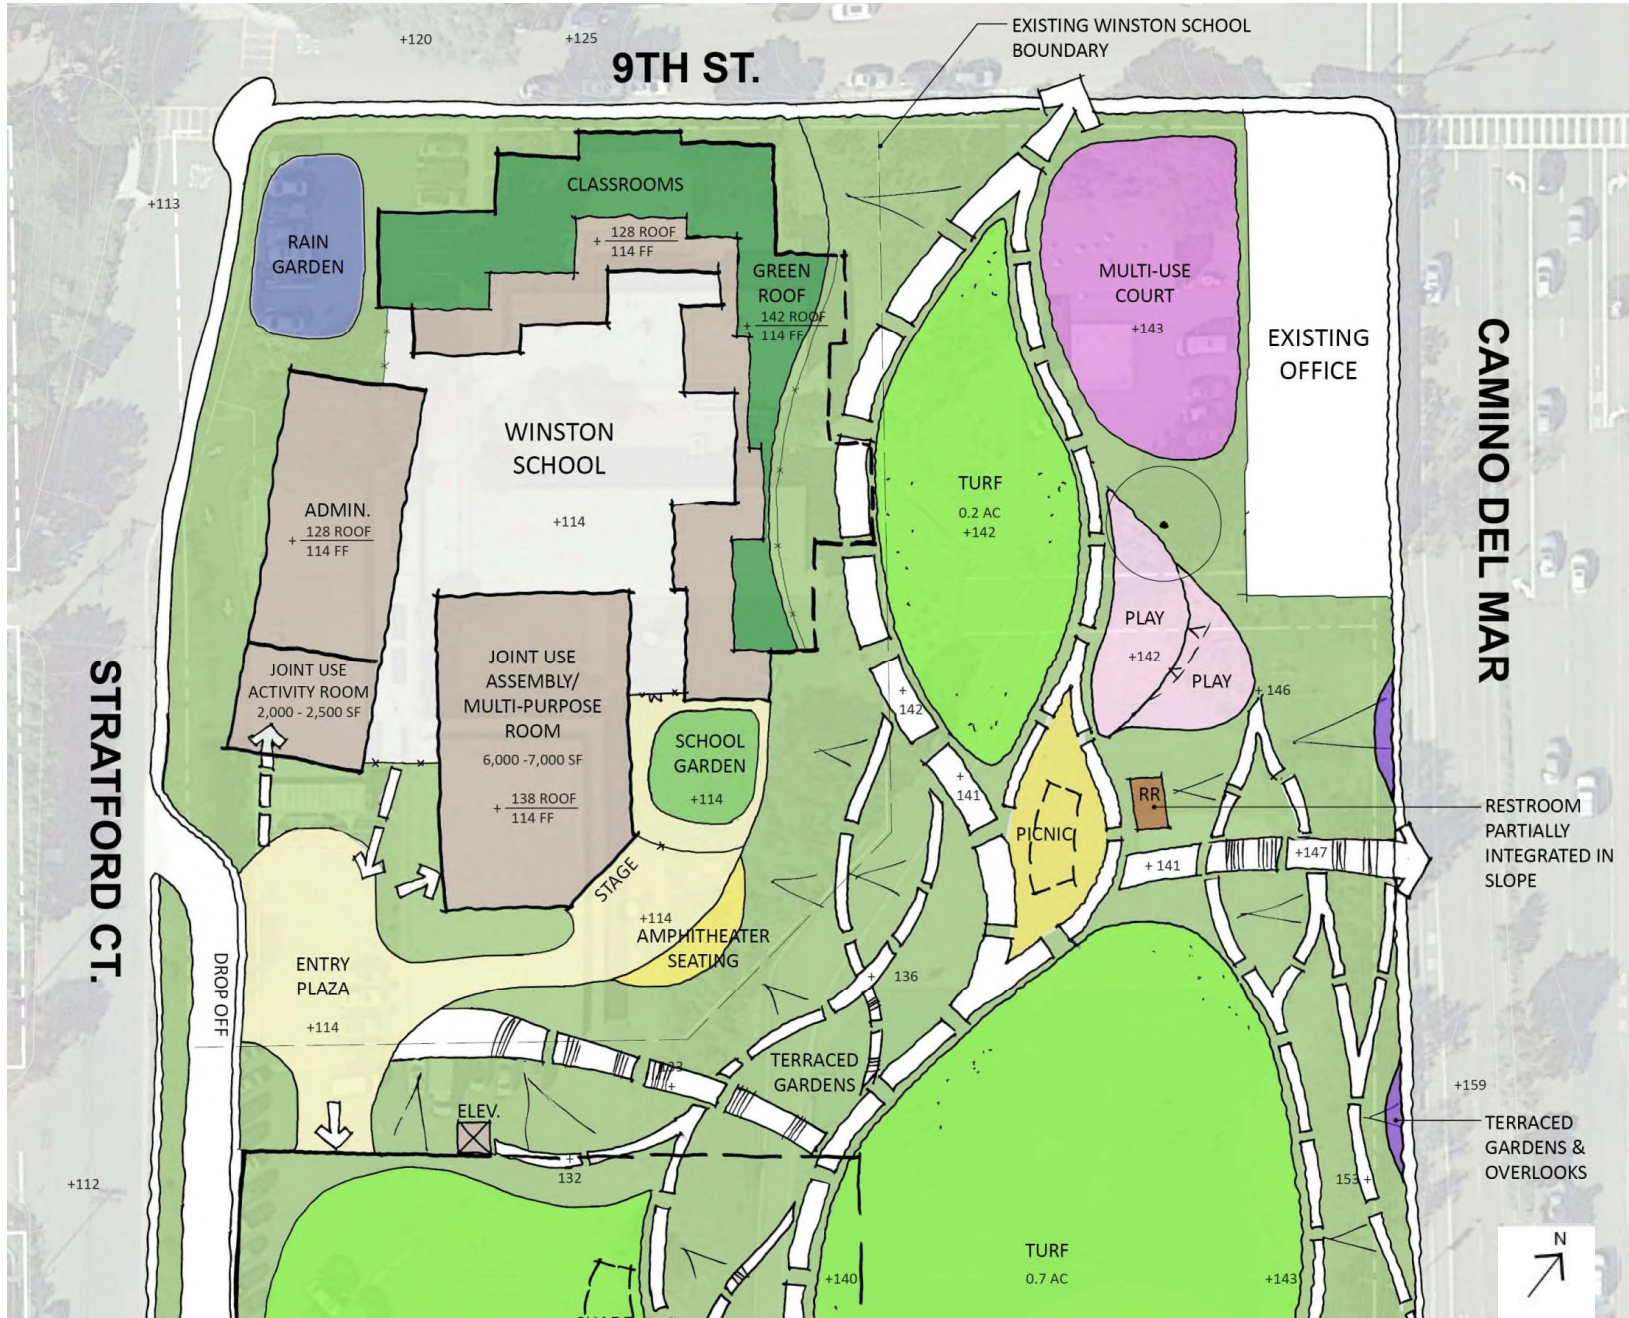 +120
+125
EXISTING WINSTON SCHOOL
BOUNDARY
9TH ST.
+113
CLASSROOMS
RAIN
GARDEN
+ 128 ROOF
114 FF
GREEN
ROOF
+ 142 ROOF
114 FF
MULTI-USE
COURT
+143
EXISTING
OFFICE
CAMINO DEL MAR
WINSTON
SCHOOL
+114
ADMIN.
+ 128 ROOF
114 FF
TURF
0.2 AC
+142
PLAY
+142
PLAY
+ 146
JOINT USE
ACTIVITY ROOM
2,000 - 2,500 SF
JOINT USE
ASSEMBLY/
MULTI-PURPOSE
ROOM
6,000 -7,000 SF
+ 138 ROOF
114 FF
STRATFORD CT.
SCHOOL
GARDEN
+114
+
142
+
141
RR
RESTROOM
PARTIALLY
INTEGRATED IN
SLOPE
PICNIC
+ 141
+147
STAGE
+114
AMPHITHEATER
SEATING
ENTRY
PLAZA
+114
DROP OFF
+ 136
TERRACED
GARDENS
133
+
ELEV.
+
132
+159
TERRACED
GARDENS &
OVERLOOKS
153 +
+112
TURF
0.7 AC
+140
+143
N